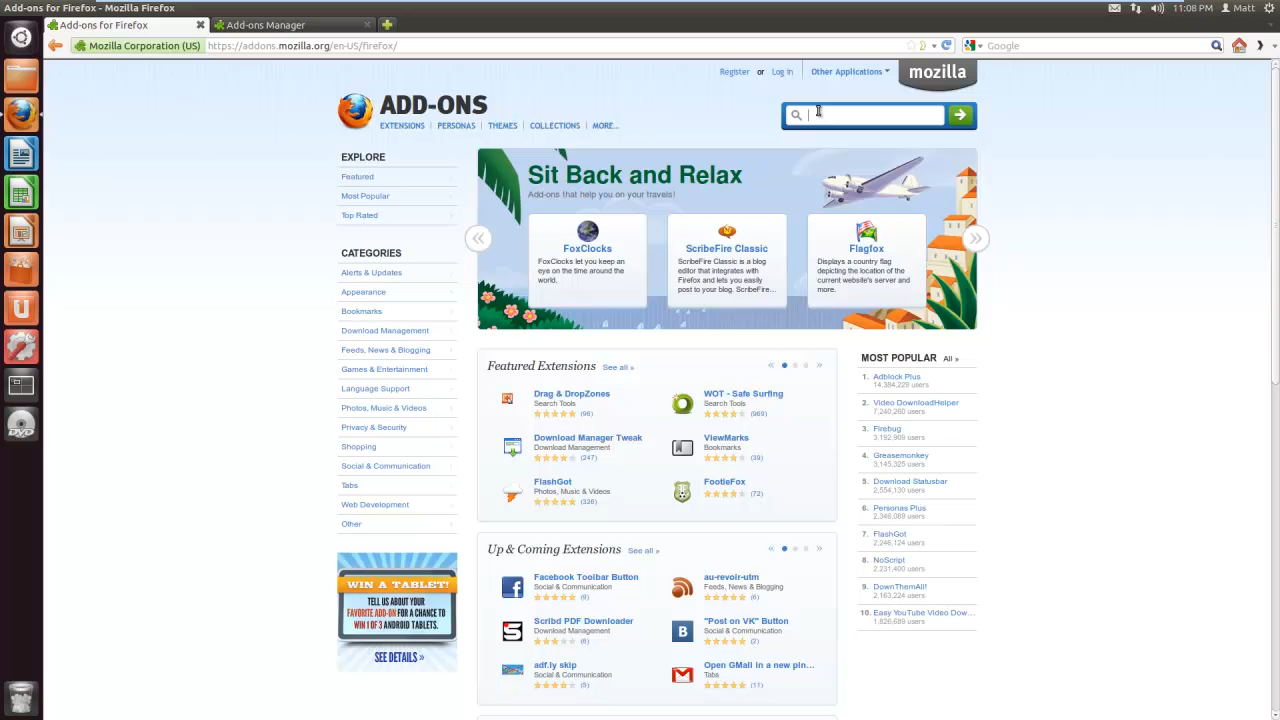 Add-ons for Firefox - Mozilla Firefox
11:08 PM
Matt
Add-ons for Firefox
Add-ons Manager
Mozilla Corporation (US)
https://addons.mozilla.org/en-US/firefox/
Google
Register or Log in
Other Applications
mozilla
ADD-ONS
EXTENSIONS | PERSONAS | THEMES | COLLECTIONS | MORE...
EXPLORE
Featured
Most Popular
Top Rated
CATEGORIES
Alerts & Updates
Appearance
Bookmarks
Download Management
Feeds, News & Blogging
Games & Entertainment
Language Support
Photos, Music & Videos
Privacy & Security
Shopping
Social & Communication
Tabs
Web Development
Other
WIN A TABLET!
TELL US ABOUT YOUR
FAVORITE ADD-ON FOR A CHANCE TO
WIN 1 OF 3 ANDROID TABLETS.
SEE DETAILS »
Sit Back and Relax
Add-ons that help you on your travels!
FoxClocks
FoxClocks let you keep an
eye on the time around the
world.
ScribeFire Classic
ScribeFire Classic is a blog
editor that integrates with
Firefox and lets you easily
post to your blog. ScribeFire...
Flagfox
Displays a country flag
depicting the location of the
current website's server and
more.
Featured Extensions See all »
Drag & DropZones
Search Tools
(96)
WOT - Safe Surfing
Search Tools
(969)
Download Manager Tweak
Download Management
(247)
ViewMarks
Bookmarks
(39)
FlashGot
Photos, Music & Videos
(326)
FootieFox
(72)
Up & Coming Extensions See all »
Facebook Toolbar Button
Social & Communication
(9)
au-revoir-utm
Feeds, News & Blogging
(6)
Scribd PDF Downloader
Download Management
(6)
"Post on VK" Button
Social & Communication
(2)
adf.ly skip
Social & Communication
(5)
Open GMail in a new pin...
Tabs
(11)
MOST POPULAR All »
1. Adblock Plus
14,384,229 users
2. Video DownloadHelper
7,240,260 users
3. Firebug
3,192,909 users
4. Greasemonkey
3,145,325 users
5. Download Statusbar
2,554,130 users
6. Personas Plus
2,346,089 users
7. FlashGot
2,246,124 users
8. NoScript
2,231,400 users
9. DownThemAll!
2,163,224 users
10. Easy YouTube Video Dow...
1,826,689 users